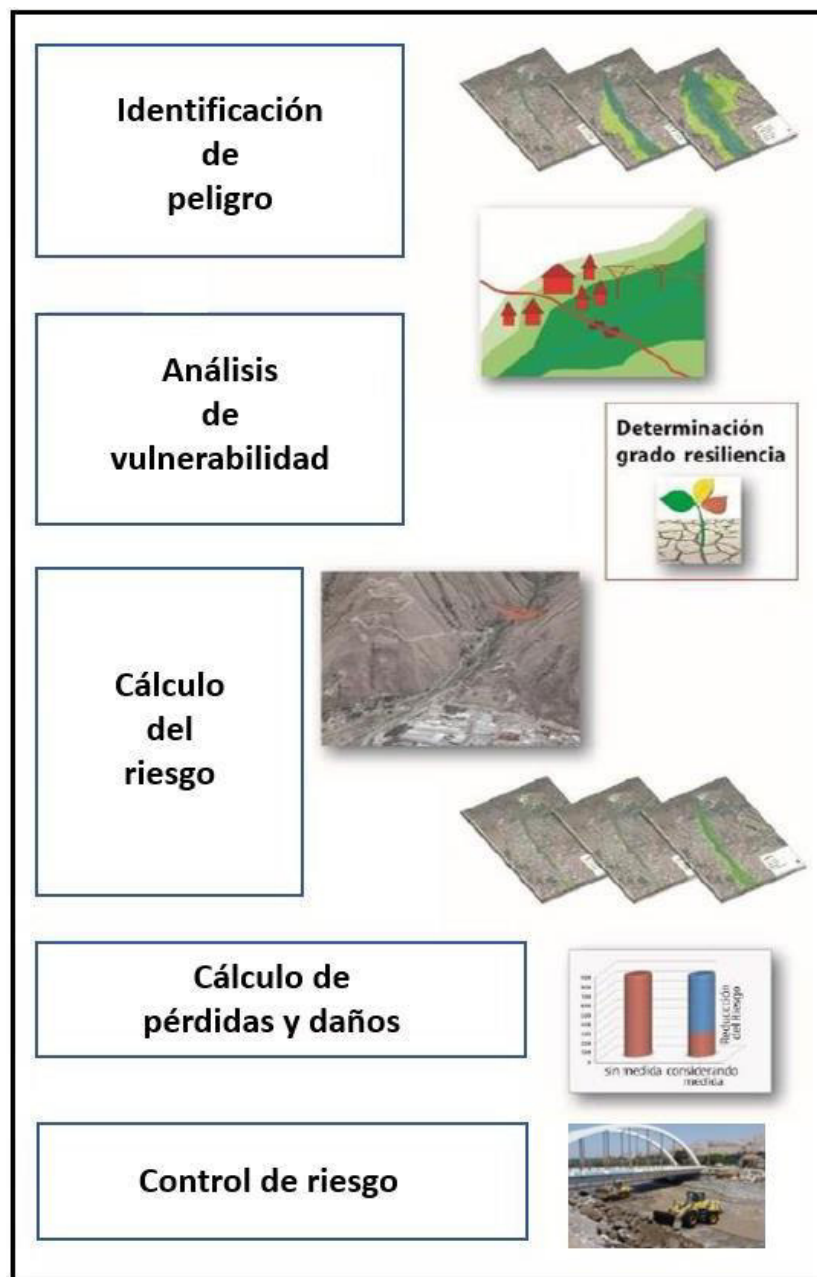 Identificación
de
peligro
Análisis
de
vulnerabilidad
Determinación
grado resiliencia
Cálculo
del
riesgo
Cálculo de
pérdidas y daños
Reducción
del Riesgo
sin medida considerando
medida
Control de riesgo